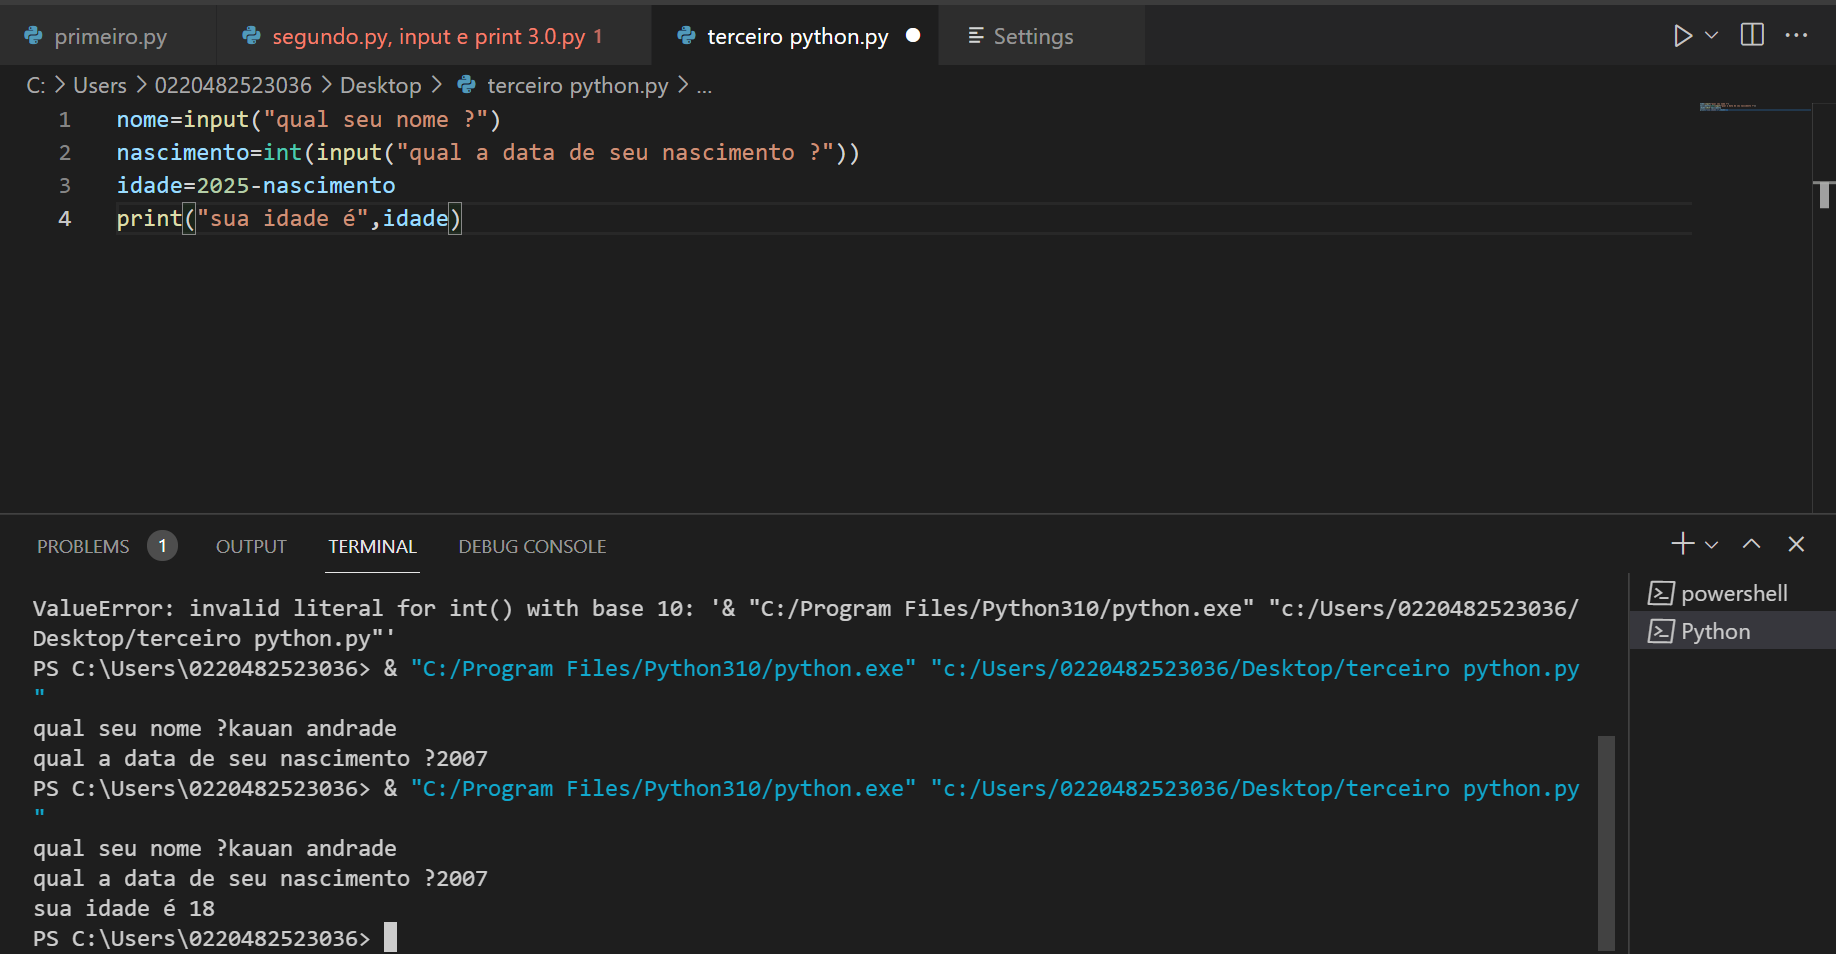 primeiro.py segundo.py, input e print 3.0.py 1 terceiro python.py Settings
C: > Users > 0220482523036 > Desktop > terceiro python.py > ...
1 nome=input("qual seu nome ?")
2 nascimento=int(input("qual a data de seu nascimento ?"))
3 idade=2025-nascimento
4 print("sua idade é",idade)
PROBLEMS 1 OUTPUT TERMINAL DEBUG CONSOLE
ValueError: invalid literal for int() with base 10: '& "C:/Program Files/Python310/python.exe" "c:/Users/0220482523036/
Desktop/terceiro python.py"'
PS C:\Users\0220482523036> & "C:/Program Files/Python310/python.exe" "c:/Users/0220482523036/Desktop/terceiro python.py
"
qual seu nome ?kauan andrade
qual a data de seu nascimento ?2007
PS C:\Users\0220482523036> & "C:/Program Files/Python310/python.exe" "c:/Users/0220482523036/Desktop/terceiro python.py
"
qual seu nome ?kauan andrade
qual a data de seu nascimento ?2007
sua idade é 18
PS C:\Users\0220482523036>
powershell
Python